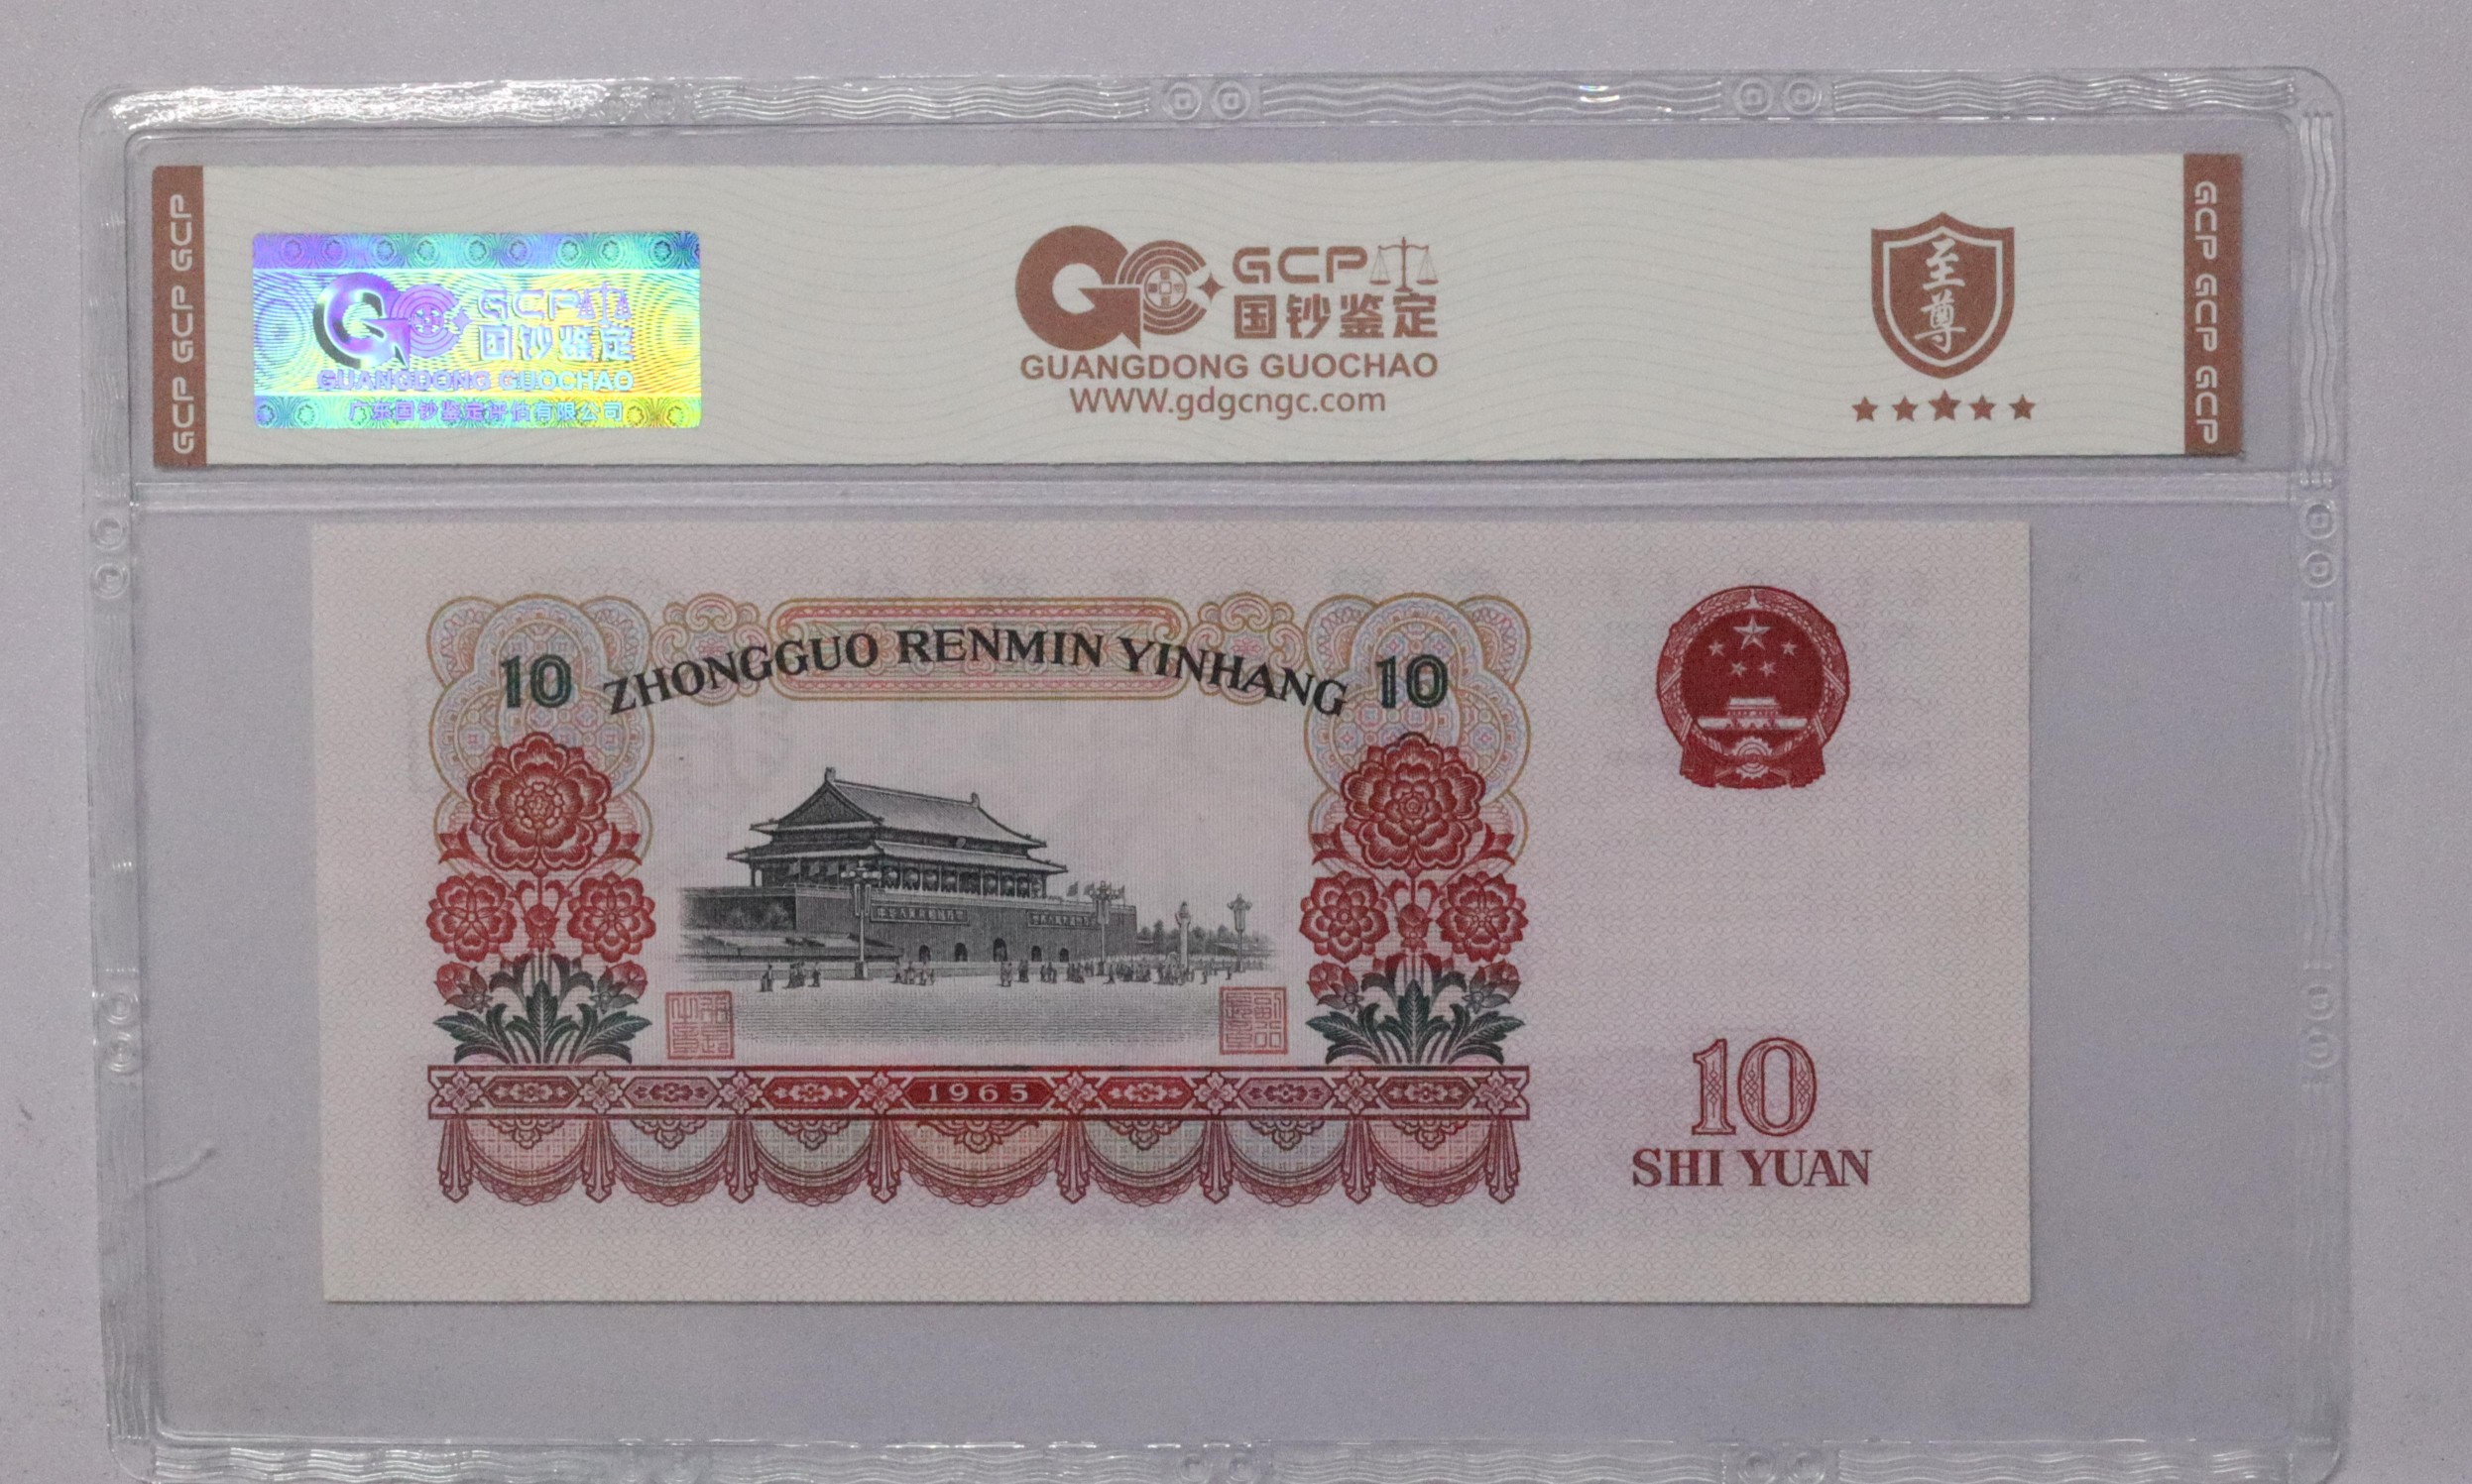 GCP GCP GCP
GCP
国钞鉴定
GUANGDONG GUOCHAO
广东国钞鉴定评估有限公司
GCP
国钞鉴定
GUANGDONG GUOCHAO
WWW.gdgcngc.com
至尊
GCP GCP GCP
10 ZHONGGUO RENMIN YINHANG 10
1965
10
SHI YUAN